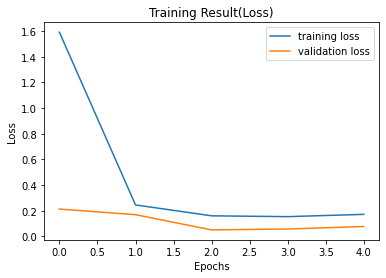 Training Result(Loss)
training loss
validation loss
Loss
1.6
1.4
1.2
1.0
0.8
0.6
0.4
0.2
0.0
0.0 0.5 1.0 1.5 2.0 2.5 3.0 3.5 4.0
Epochs